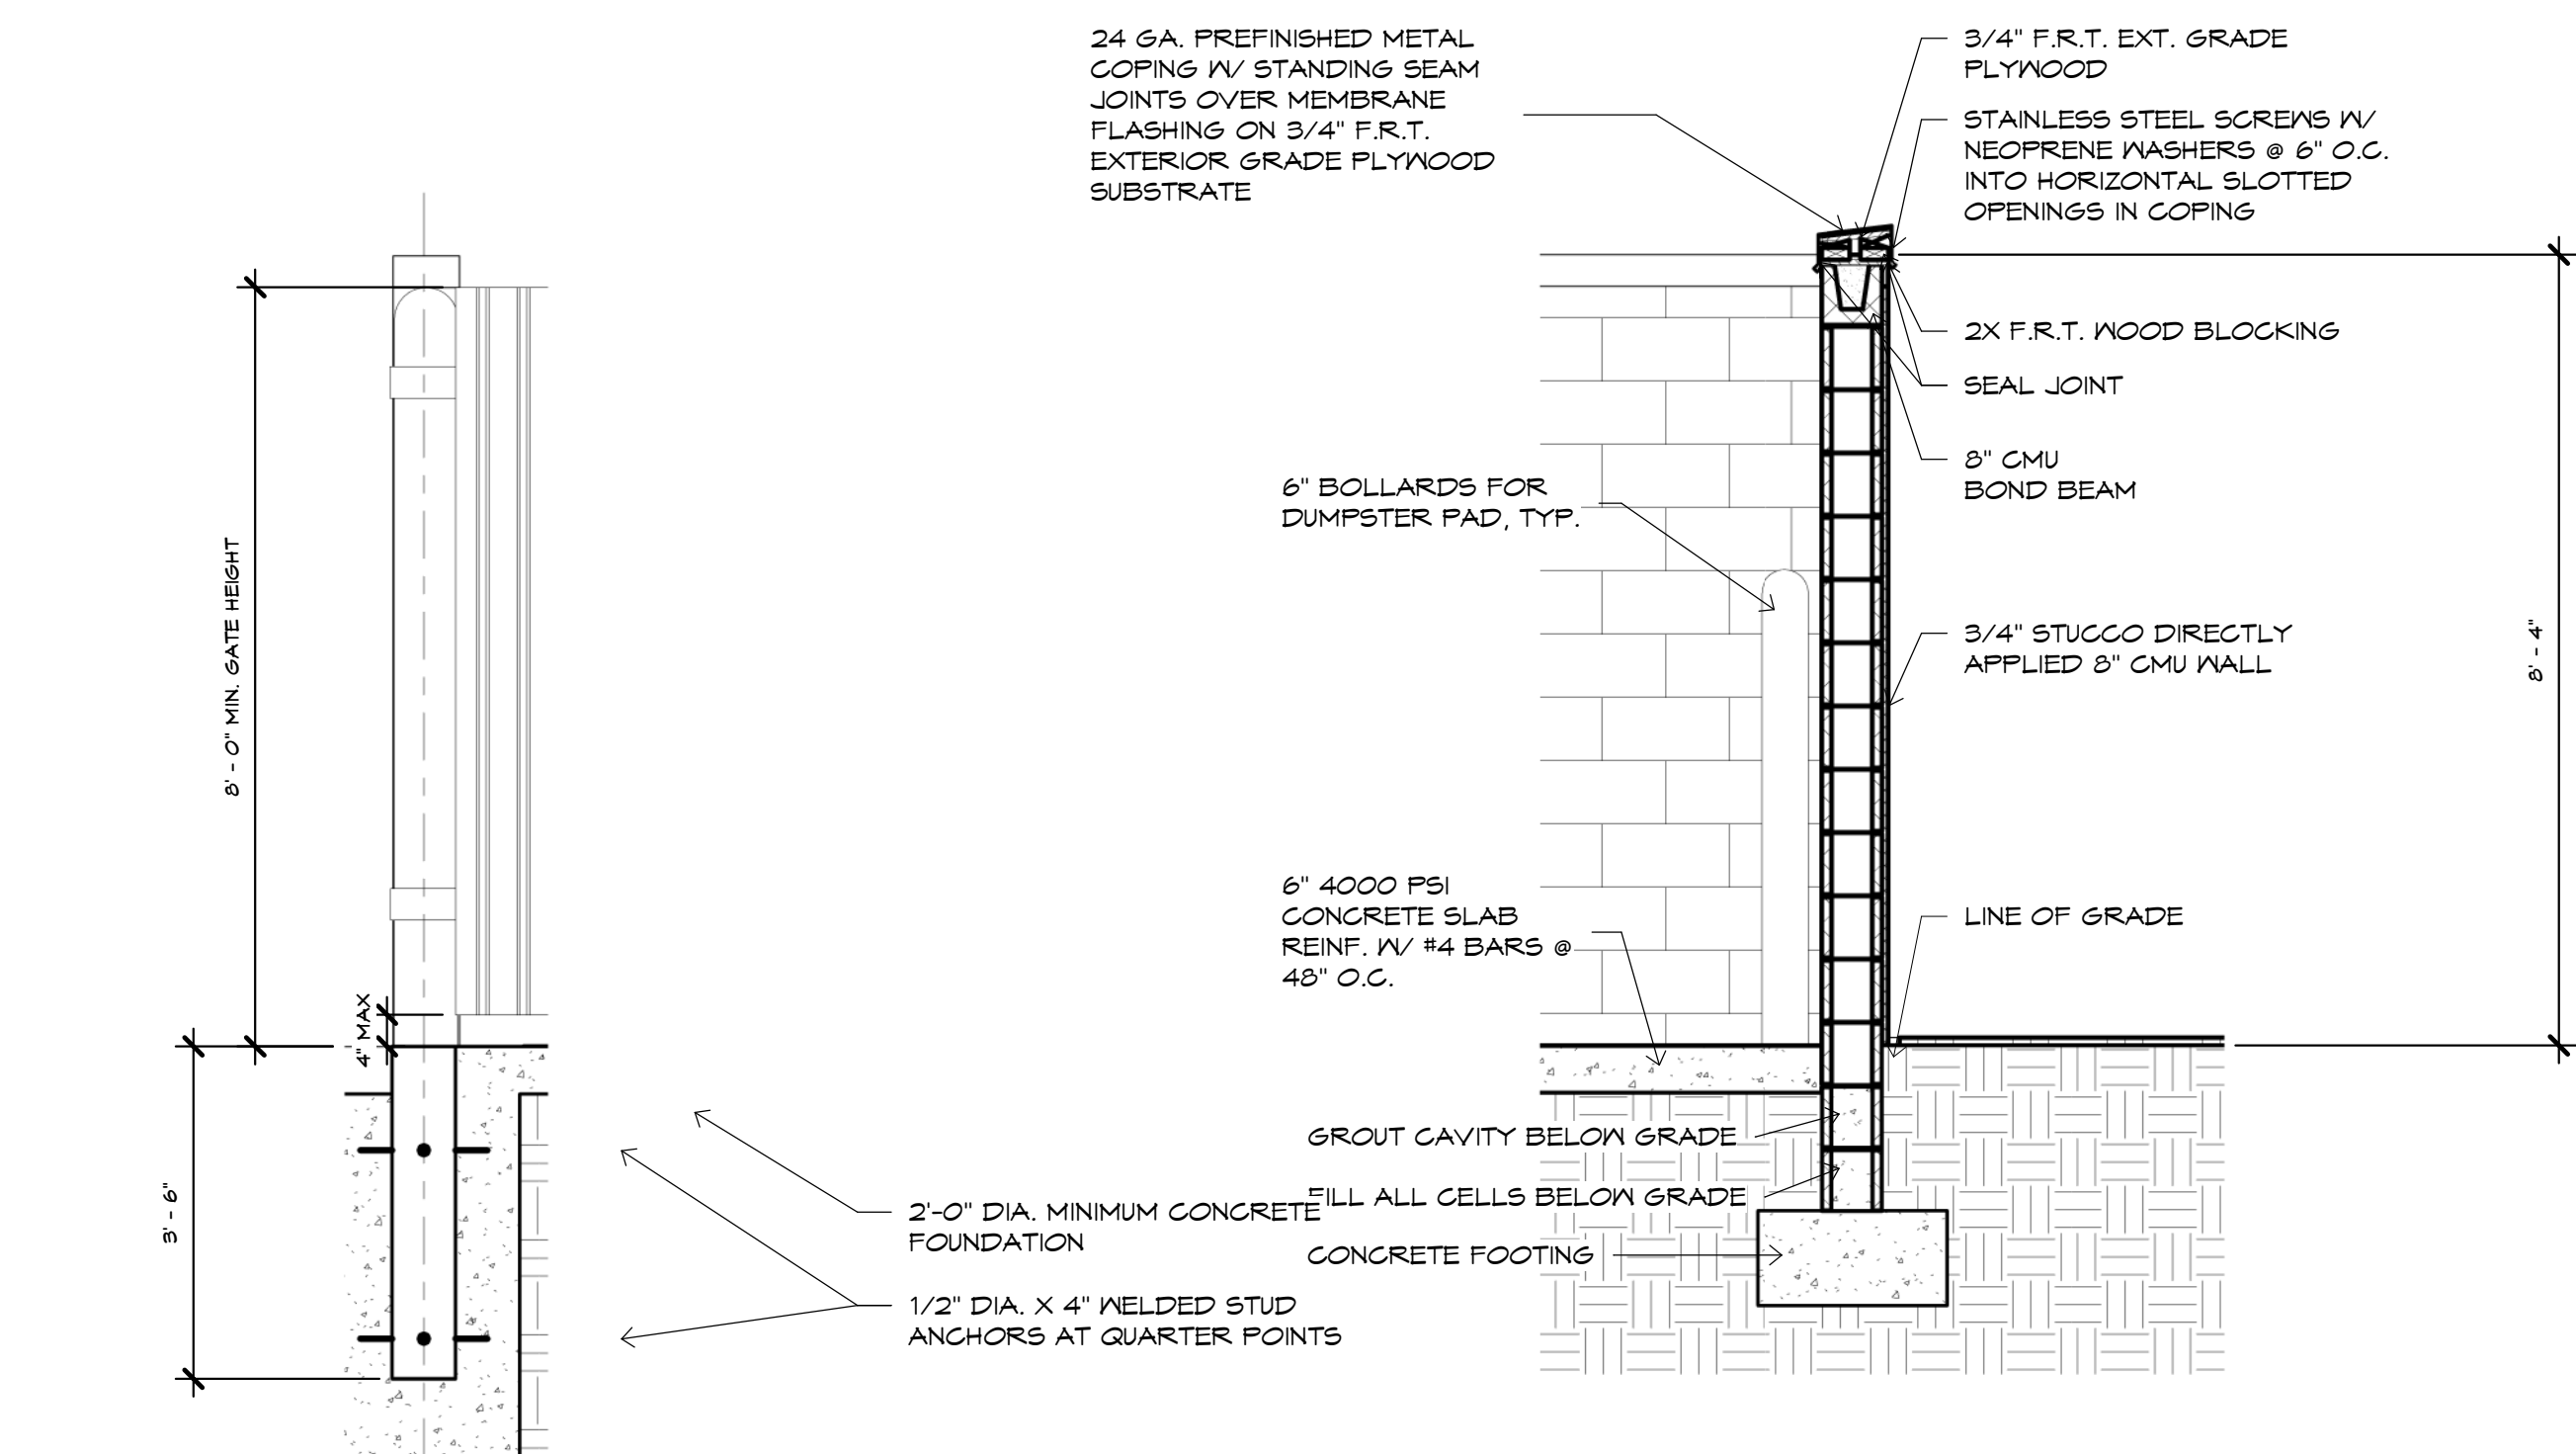 24 GA. PREFINISHED METAL
COPING W/ STANDING SEAM
JOINTS OVER MEMBRANE
FLASHING ON 3/4" F.R.T.
EXTERIOR GRADE PLYWOOD
SUBSTRATE
3/4" F.R.T. EXT. GRADE
PLYWOOD
STAINLESS STEEL SCREWS W/
NEOPRENE WASHERS @ 6" O.C.
INTO HORIZONTAL SLOTTED
OPENINGS IN COPING
2X F.R.T. WOOD BLOCKING
SEAL JOINT
8" CMU
BOND BEAM
6" BOLLARDS FOR
DUMPSTER PAD, TYP.
3/4" STUCCO DIRECTLY
APPLIED 8" CMU WALL
8' - 4"
8' - 0" MIN. GATE HEIGHT
6" 4000 PSI
CONCRETE SLAB
REINF. W/ #4 BARS @
48" O.C.
LINE OF GRADE
4" MAX
3' - 6"
GROUT CAVITY BELOW GRADE
FILL ALL CELLS BELOW GRADE
CONCRETE FOOTING
2'-0" DIA. MINIMUM CONCRETE
FOUNDATION
1/2" DIA. X 4" WELDED STUD
ANCHORS AT QUARTER POINTS